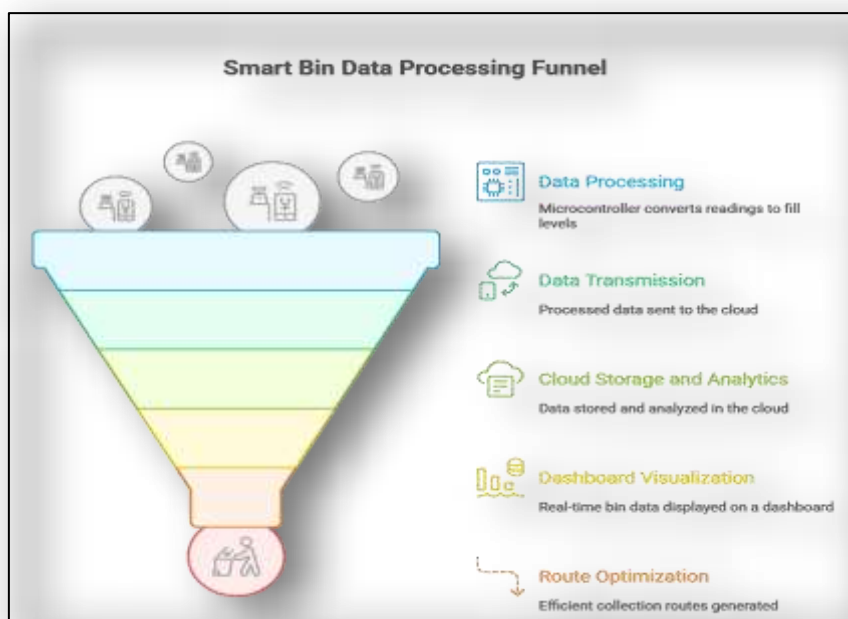 Smart Bin Data Processing Funnel
Data Processing
Microcontroller converts readings to fill
levels
Data Transmission
Processed data sent to the cloud
Cloud Storage and Analytics
Data stored and analyzed in the cloud
Dashboard Visualization
Real-time bin data displayed on a dashboard
Route Optimization
Efficient collection routes generated